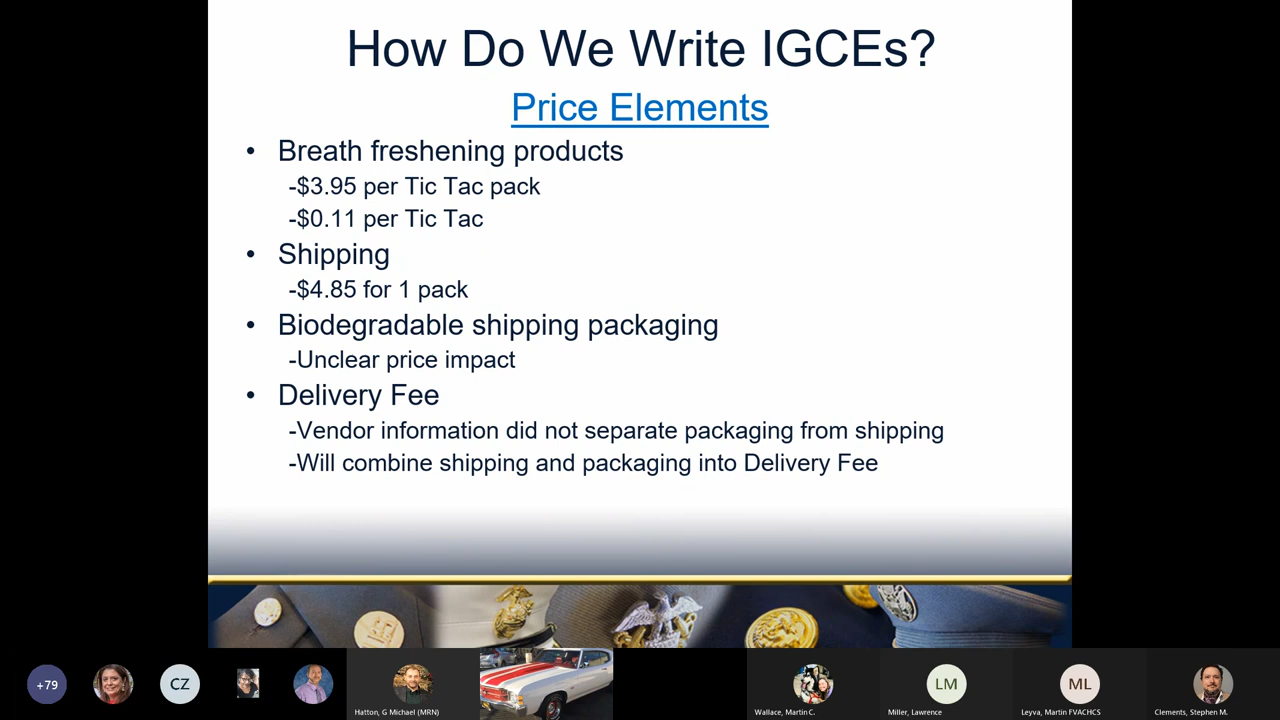 How Do We Write IGCEs?
Price Elements
• Breath freshening products
-$3.95 per Tic Tac pack
-$0.11 per Tic Tac
• Shipping
-$4.85 for 1 pack
• Biodegradable shipping packaging
-Unclear price impact
• Delivery Fee
-Vendor information did not separate packaging from shipping
-Will combine shipping and packaging into Delivery Fee
+79
CZ
LM
ML
Hatton, G Michael (MRN)
Wallace, Martin C.
Miller, Lawrence
Leyva, Martin FVAHCS
Clements, Stephen M.